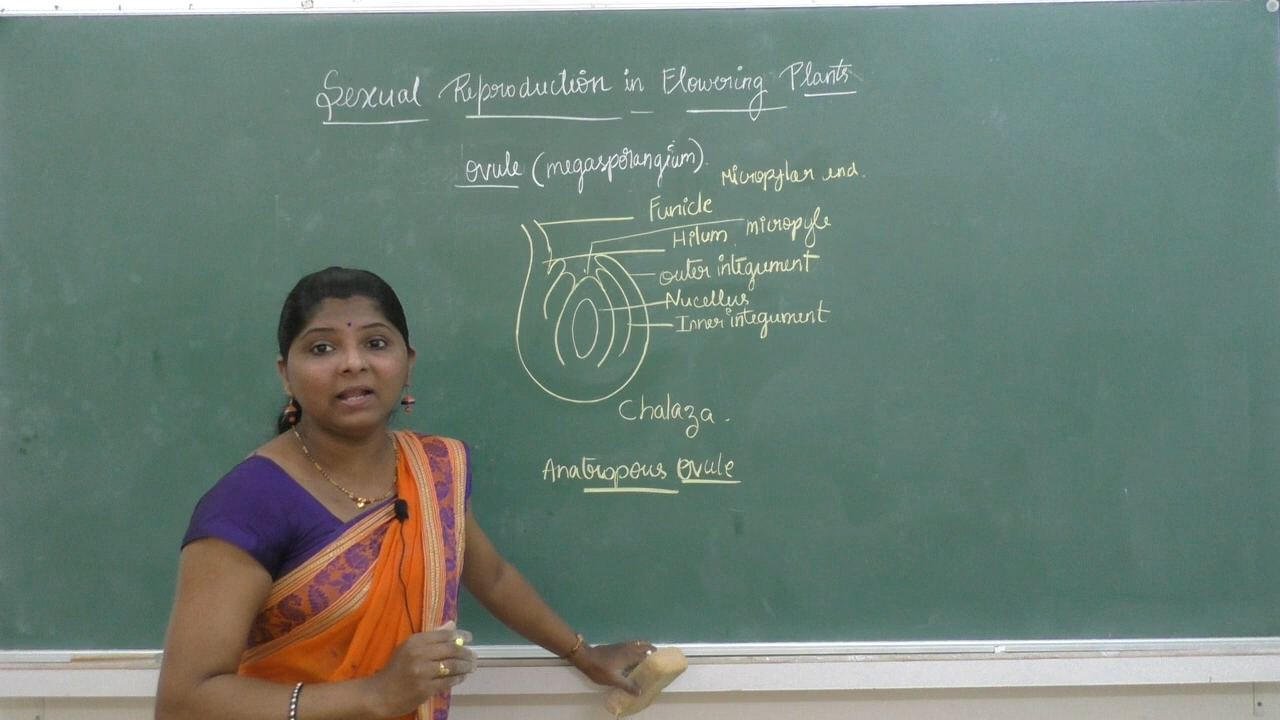 Sexual Reproduction in Flowering Plants
Ovule (megasporangium).
Micropylar end.
Funicle
micropyle
Hilum
outer integument
Nucellus
Inner integument
Chalaza.
Anatropous Ovule